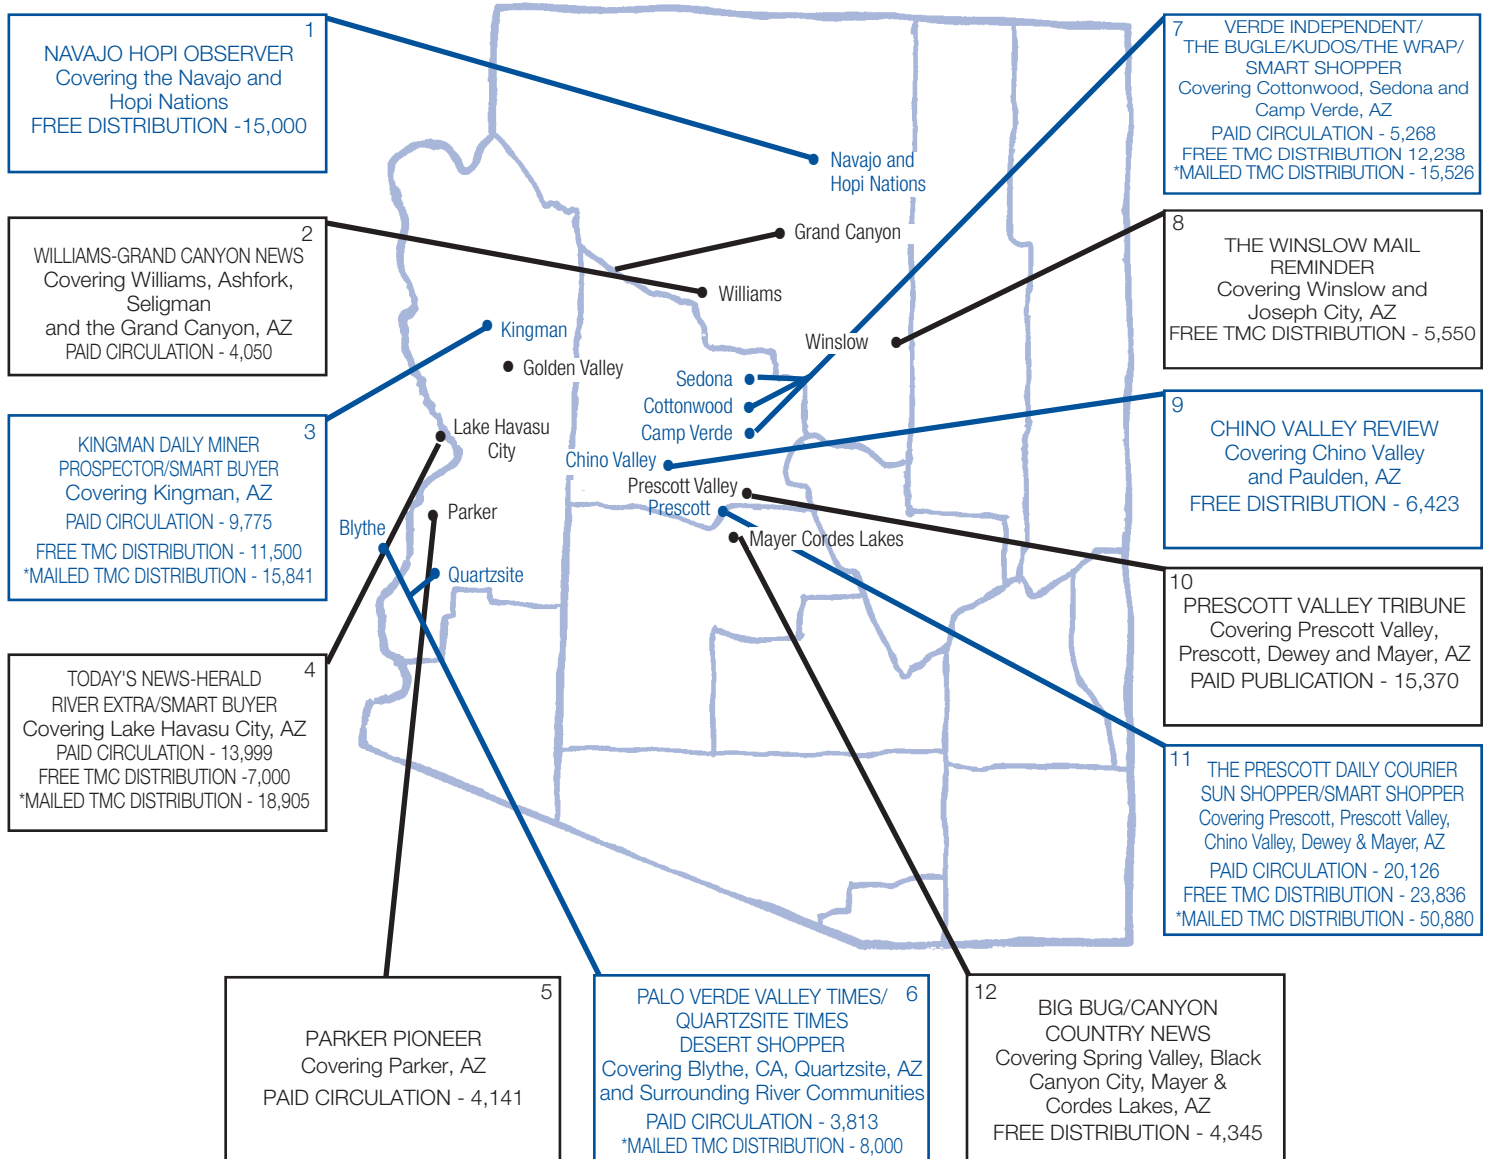 1
NAVAJO HOPI OBSERVER
Covering the Navajo and
Hopi Nations
FREE DISTRIBUTION -15,000
2
WILLIAMS-GRAND CANYON NEWS
Covering Williams, Ashfork,
Seligman
and the Grand Canyon, AZ
PAID CIRCULATION - 4,050
3
KINGMAN DAILY MINER
PROSPECTOR/SMART BUYER
Covering Kingman, AZ
PAID CIRCULATION - 9,775
FREE TMC DISTRIBUTION - 11,500
*MAILED TMC DISTRIBUTION - 15,841
4
TODAY'S NEWS-HERALD
RIVER EXTRA/SMART BUYER
Covering Lake Havasu City, AZ
PAID CIRCULATION - 13,999
FREE TMC DISTRIBUTION -7,000
*MAILED TMC DISTRIBUTION - 18,905
Navajo and
Hopi Nations
Grand Canyon
Williams
Kingman
Golden Valley
Winslow
Sedona
Cottonwood
Camp Verde
Lake Havasu
City
Chino Valley
Prescott Valley
Prescott
Parker
Blythe
Mayer Cordes Lakes
Quartzsite
7
VERDE INDEPENDENT/
THE BUGLE/KUDOS/THE WRAP/
SMART SHOPPER
Covering Cottonwood, Sedona and
Camp Verde, AZ
PAID CIRCULATION - 5,268
FREE TMC DISTRIBUTION 12,238
*MAILED TMC DISTRIBUTION - 15,526
8
THE WINSLOW MAIL
REMINDER
Covering Winslow and
Joseph City, AZ
FREE TMC DISTRIBUTION - 5,550
9
CHINO VALLEY REVIEW
Covering Chino Valley
and Paulden, AZ
FREE DISTRIBUTION - 6,423
10
PRESCOTT VALLEY TRIBUNE
Covering Prescott Valley,
Prescott, Dewey and Mayer, AZ
PAID PUBLICATION - 15,370
11
THE PRESCOTT DAILY COURIER
SUN SHOPPER/SMART SHOPPER
Covering Prescott, Prescott Valley,
Chino Valley, Dewey & Mayer, AZ
PAID CIRCULATION - 20,126
FREE TMC DISTRIBUTION - 23,836
*MAILED TMC DISTRIBUTION - 50,880
5
PARKER PIONEER
Covering Parker, AZ
PAID CIRCULATION - 4,141
6
PALO VERDE VALLEY TIMES/
QUARTZSITE TIMES
DESERT SHOPPER
Covering Blythe, CA, Quartzsite, AZ
and Surrounding River Communities
PAID CIRCULATION - 3,813
*MAILED TMC DISTRIBUTION - 8,000
12
BIG BUG/CANYON
COUNTRY NEWS
Covering Spring Valley, Black
Canyon City, Mayer &
Cordes Lakes, AZ
FREE DISTRIBUTION - 4,345